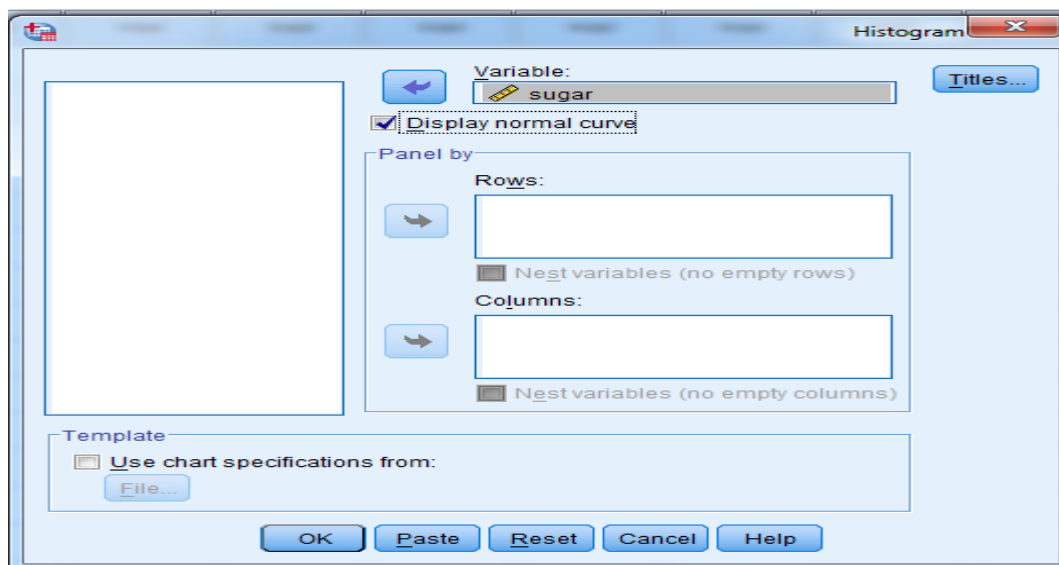 Histogram
Variable:
sugar
Titles...
Display normal curve
Panel by
Rows:
Nest variables (no empty rows)
Columns:
Nest variables (no empty columns)
Template
Use chart specifications from:
File...
OK Paste Reset Cancel Help